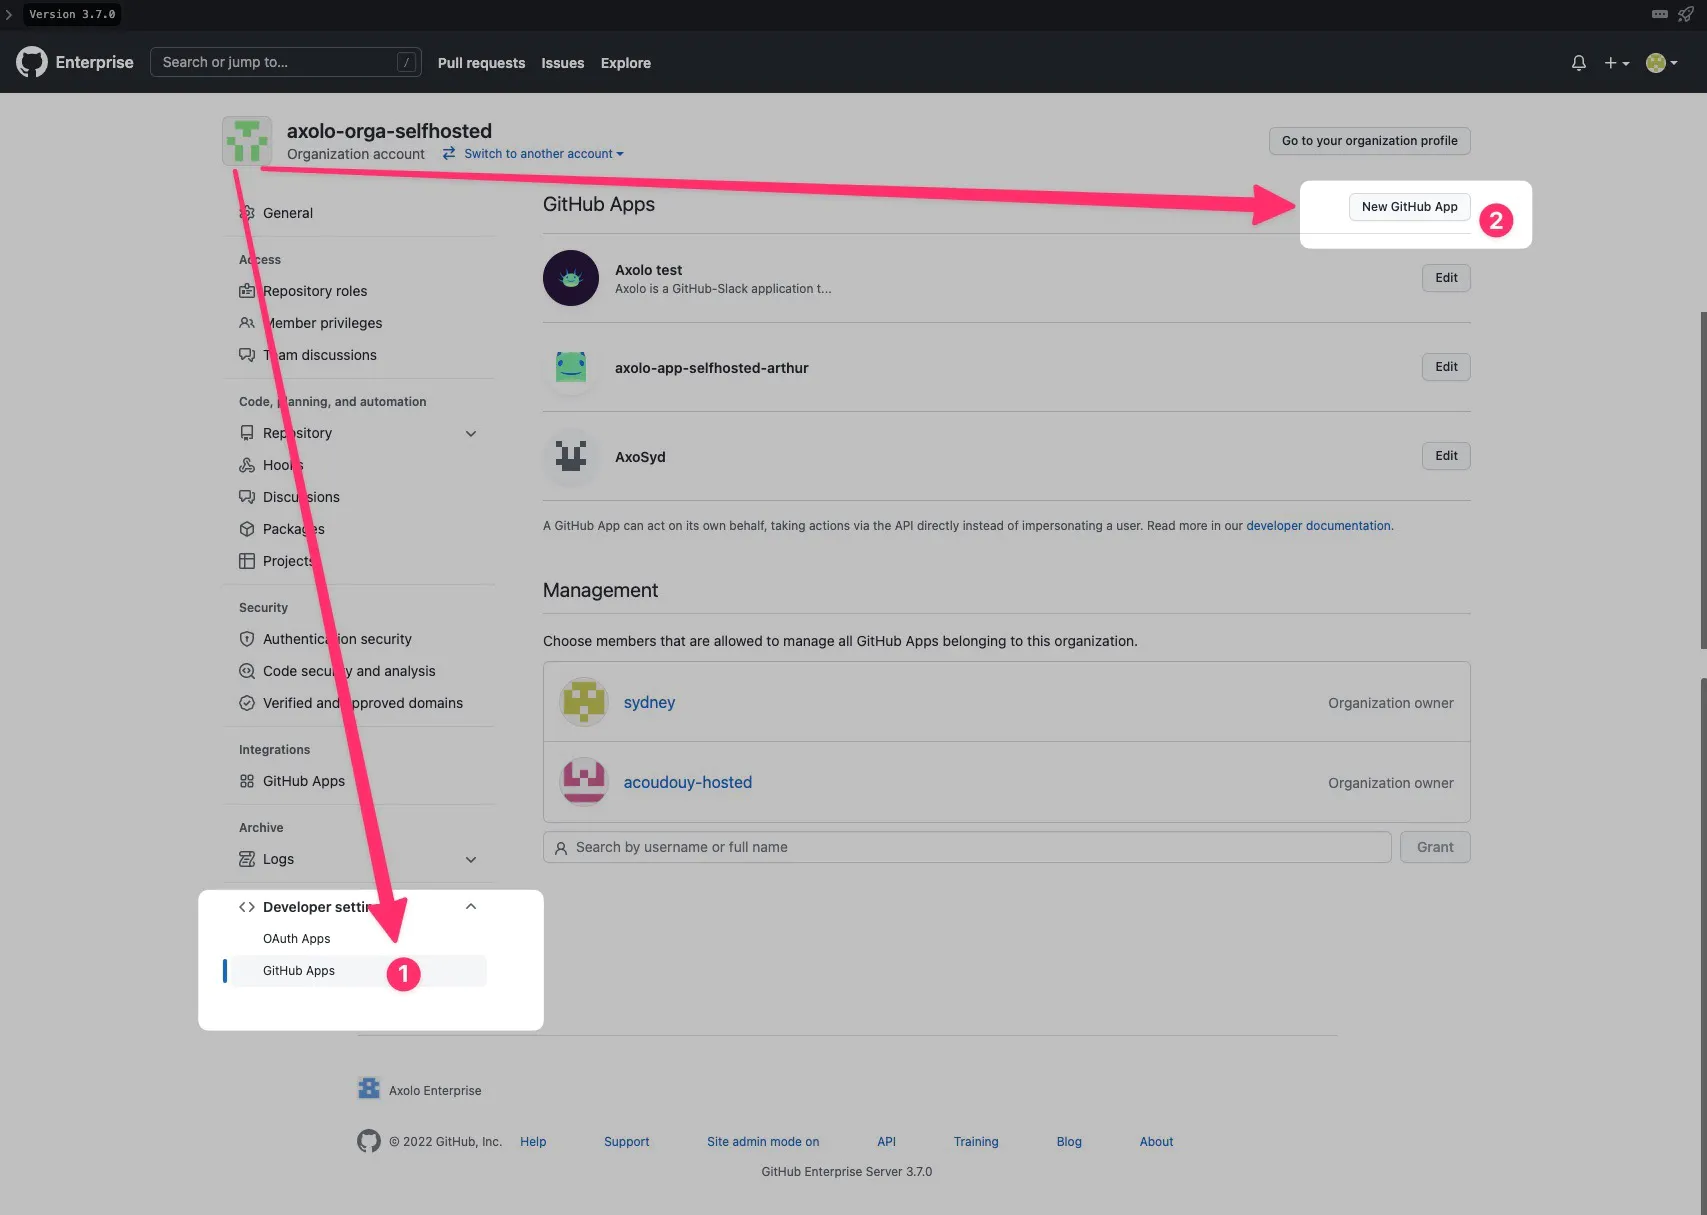 Version 3.7.0
Enterprise
Search or jump to...
/
Pull requests
Issues
Explore
axolo-orga-selfhosted
Organization account
Switch to another account
Go to your organization profile
General
Access
Repository roles
Member privileges
Team discussions
Code, planning, and automation
Repository
Hooks
Discussions
Packages
Projects
Security
Authentication security
Code security and analysis
Verified and approved domains
Integrations
GitHub Apps
Archive
Logs
Developer settin
OAuth Apps
GitHub Apps
1
GitHub Apps
New GitHub App
2
Axolo test
Axolo is a GitHub-Slack application t...
Edit
axolo-app-selfhosted-arthur
Edit
AxoSyd
Edit
A GitHub App can act on its own behalf, taking actions via the API directly instead of impersonating a user. Read more in our developer documentation.
Management
Choose members that are allowed to manage all GitHub Apps belonging to this organization.
sydney
Organization owner
acoudouy-hosted
Organization owner
Search by username or full name
Grant
Axolo Enterprise
© 2022 GitHub, Inc.
Help
Support
Site admin mode on
API
Training
Blog
About
GitHub Enterprise Server 3.7.0